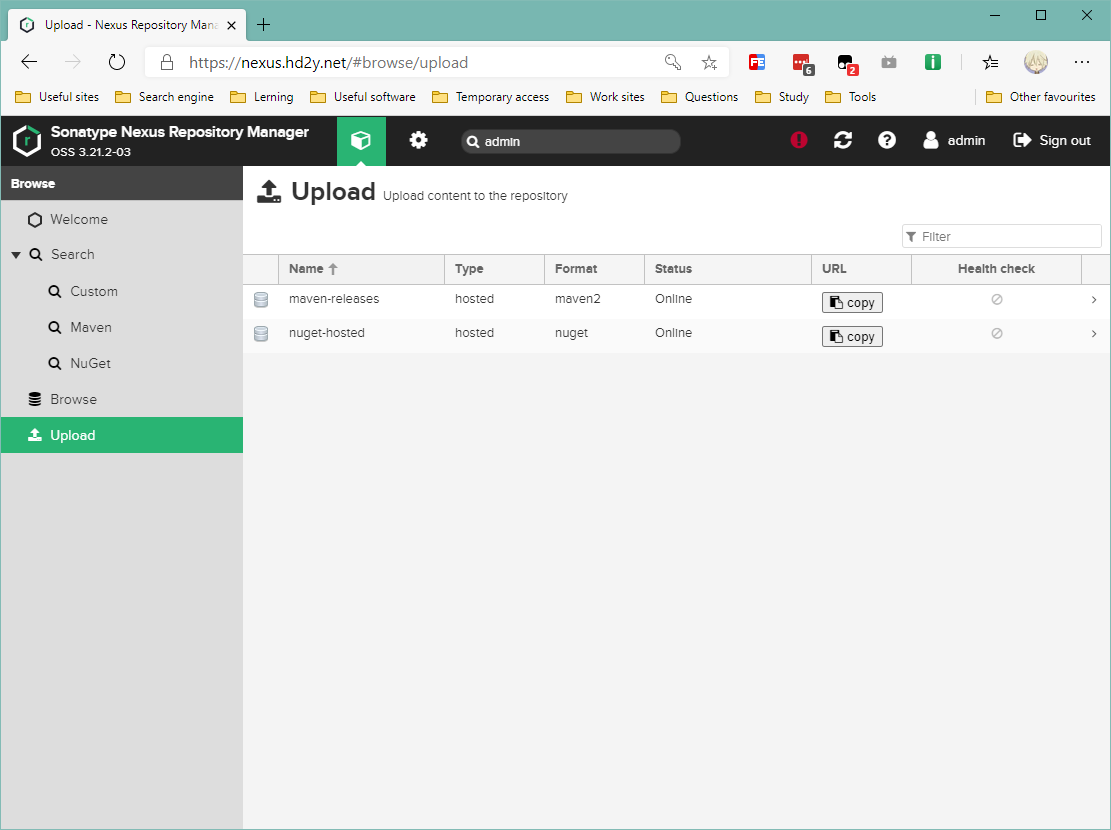 Upload - Nexus Repository Mana
https://nexus.hd2y.net/#browse/upload
6
2
Useful sites Search engine Lerning Useful software Temporary access Work sites Questions Study Tools Other favourites
Sonatype Nexus Repository Manager
OSS 3.21.2-03
admin
admin Sign out
Browse
Welcome
Search
Custom
Maven
NuGet
Browse
Upload
Upload Upload content to the repository
Filter
Name Type Format Status URL Health check
maven-releases hosted maven2 Online copy
nuget-hosted hosted nuget Online copy